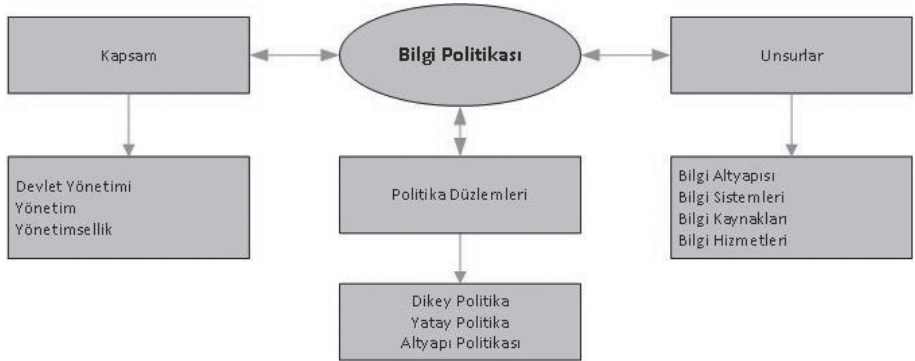 Kapsam
Bilgi Politikası
Unsurlar
Devlet Yönetimi
Yönetim
Yönetimsellik
Politika Düzlemleri
Bilgi Altyapısı
Bilgi Sistemleri
Bilgi Kaynakları
Bilgi Hizmetleri
Dikey Politika
Yatay Politika
Altyapı Politikası